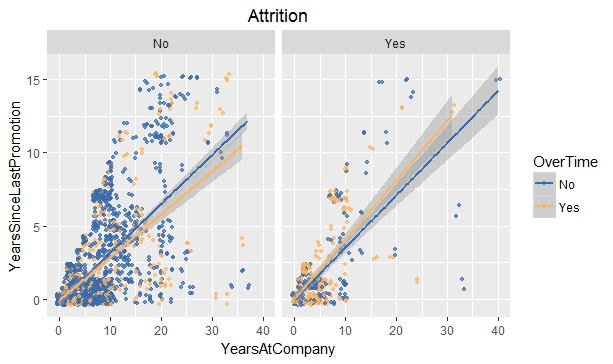 Attrition
No
Yes
15
10
5
0
YearsSinceLastPromotion
0
10
20
30
40
0
10
20
30
40
YearsAtCompany
OverTime
No
Yes